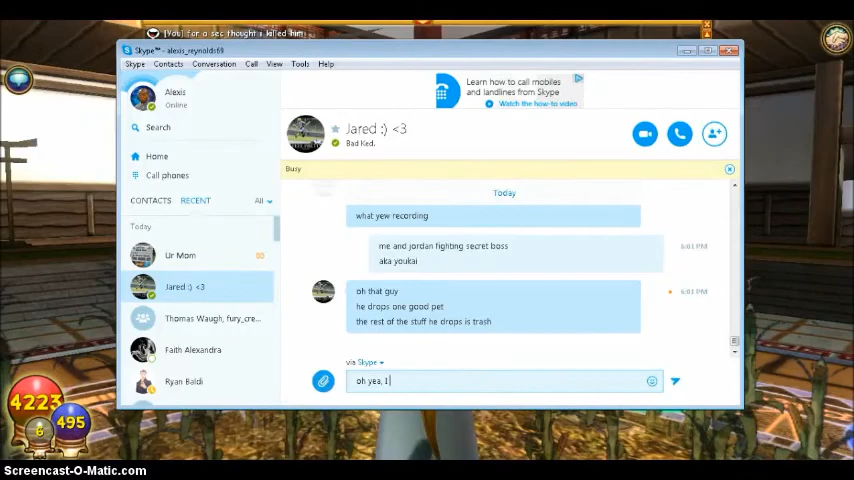 [You] for a sec thought i killed him!
Skype™ - alexis_reynolds69
Skype Contacts Conversation Call View Tools Help
Alexis
Online
Learn how to call mobiles
and landlines from Skype
Watch the how-to video
Search
Jared :) <3
Bad Ked.
Home
Call phones
Busy
CONTACTS RECENT All
Today
Today
what yew recording
Ur Mom
me and jordan fighting secret boss
aka youkai
6:01 PM
Jared :) <3
oh that guy
he drops one good pet
the rest of the stuff he drops is trash
6:01 PM
Thomas Waugh, fury_cre...
Faith Alexandra
via Skype
Ryan Baldi
oh yea, I
4223
6
495
Screencast-O-Matic.com